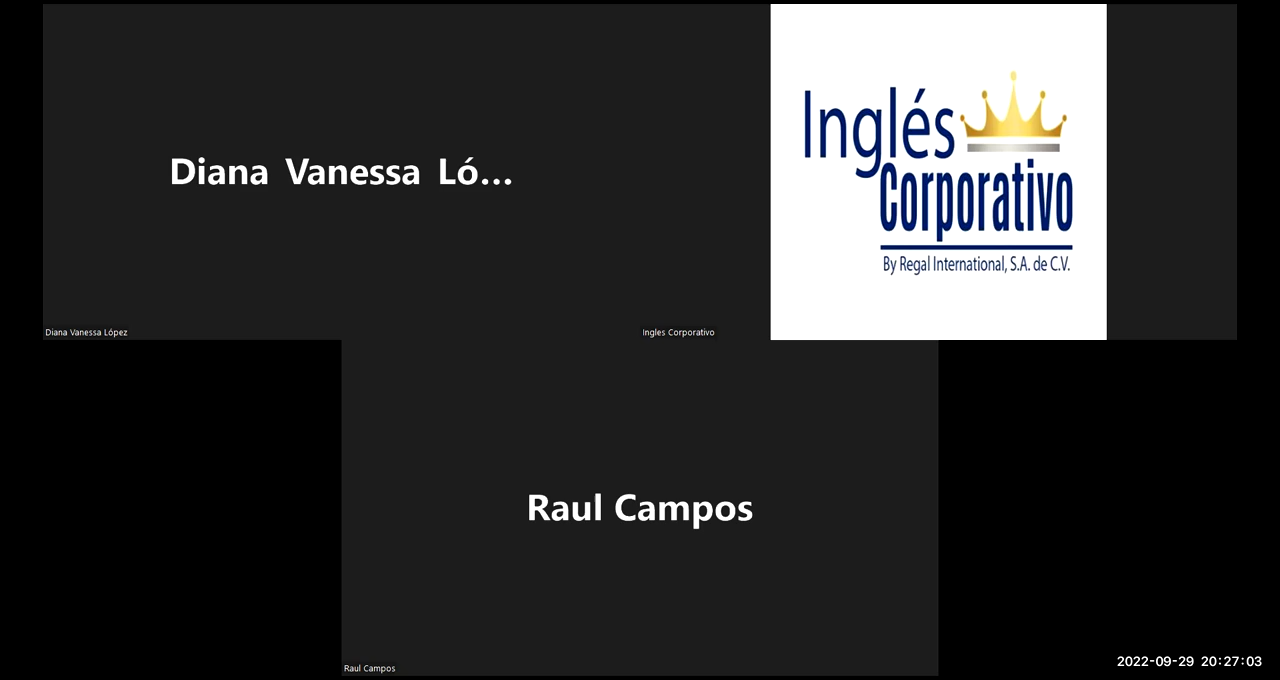 Diana Vanessa Ló...
Diana Vanessa López
Inglés
Corporativo
By Regal International, S.A. de C.V.
Ingles Corporativo
Raul Campos
Raul Campos
2022-09-29 20:27:03